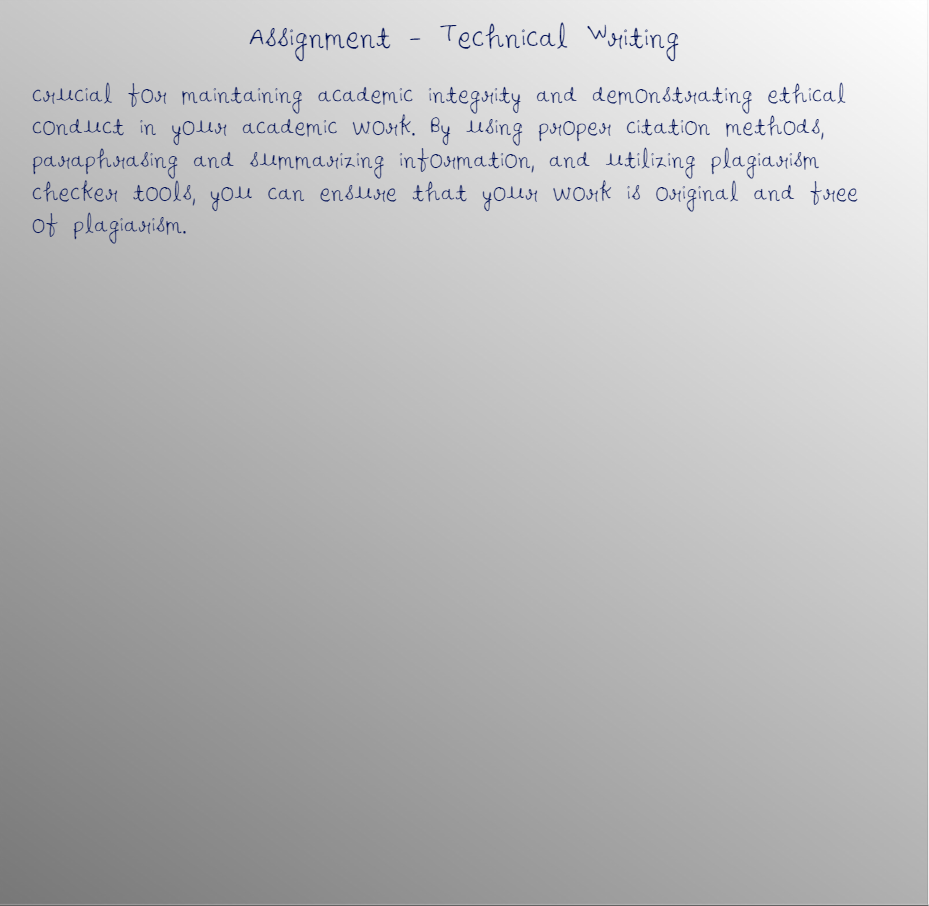 Assignment - Technical Writing
crucial for maintaining academic integrity and demonstrating ethical
conduct in your academic work. By using proper citation methods,
paraphrasing and summarizing information, and utilizing plagiarism
checker tools, you can ensure that your work is original and free
of plagiarism.